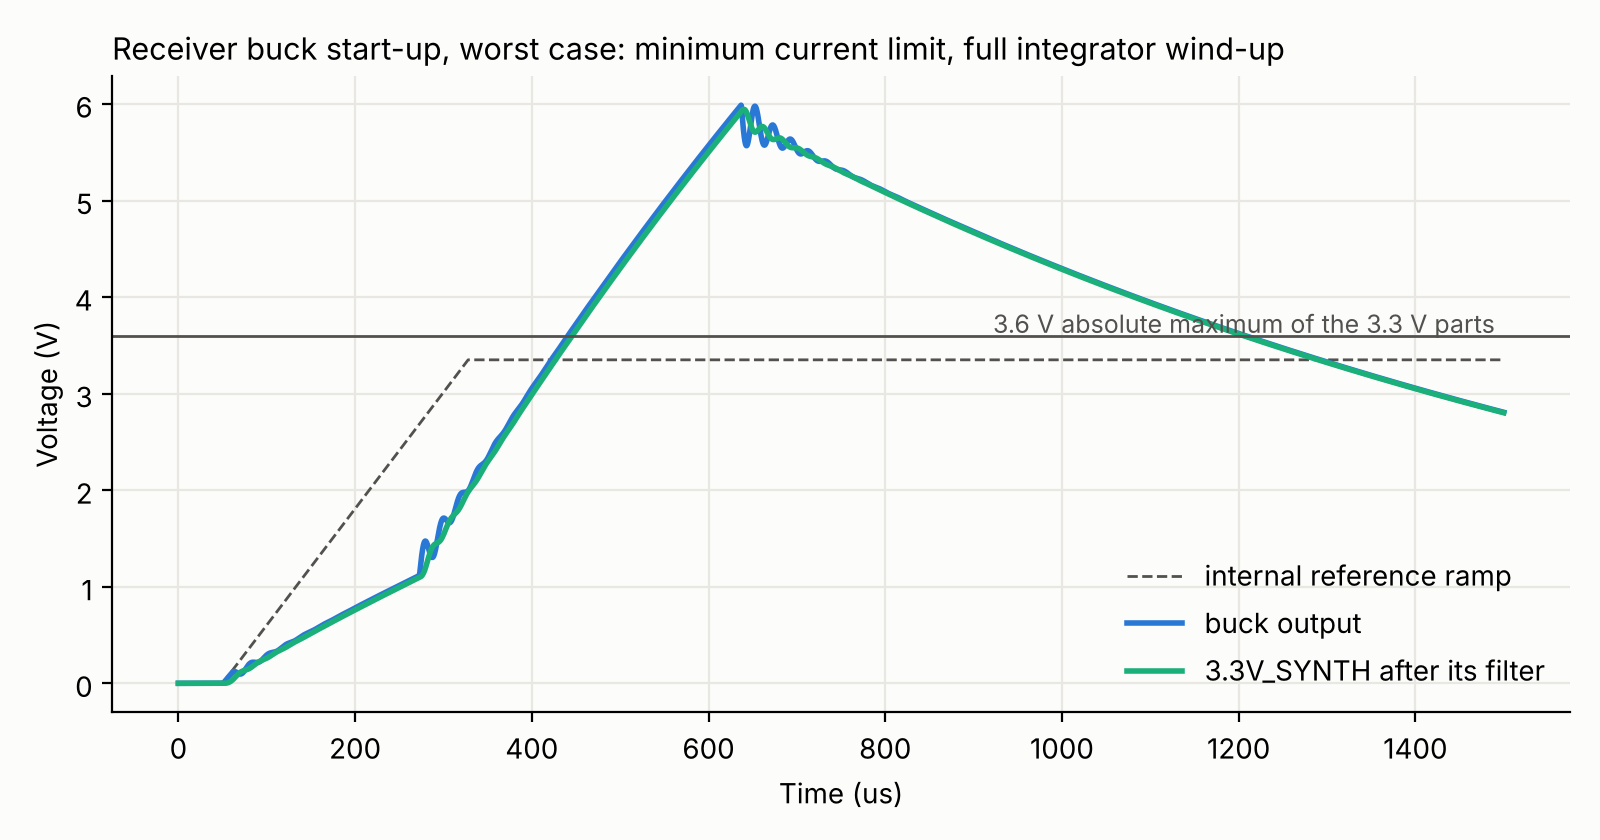 Receiver buck start-up, worst case: minimum current limit, full integrator wind-up
6
5
4
3
2
1
0
Voltage (V)
3.6 V absolute maximum of the 3.3 V parts
internal reference ramp
buck output
3.3V_SYNTH after its filter
0 200 400 600 800 1000 1200 1400
Time (us)